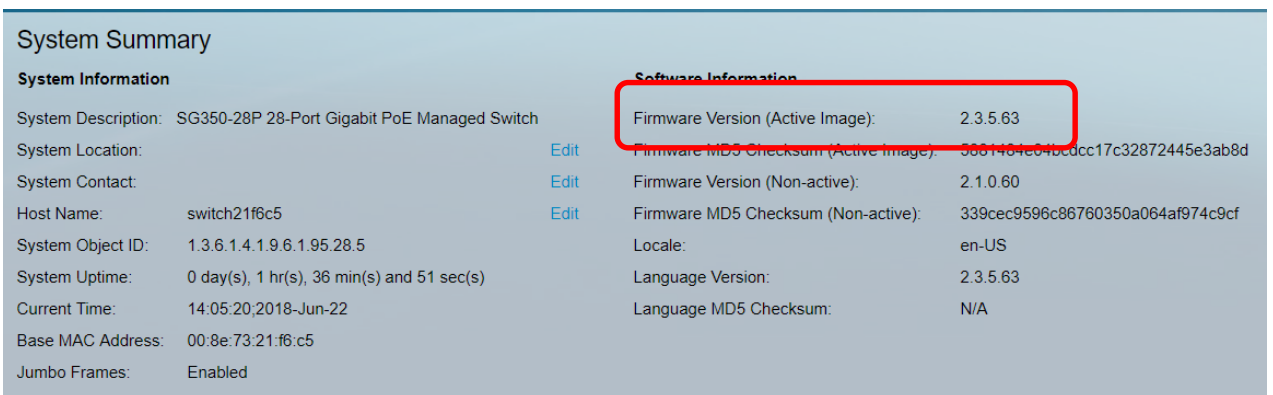 System Summary
System Information
System Description: SG350-28P 28-Port Gigabit PoE Managed Switch
System Location: Edit
System Contact: Edit
Host Name: switch21f6c5 Edit
System Object ID: 1.3.6.1.4.1.9.6.1.95.28.5
System Uptime: 0 day(s), 1 hr(s), 36 min(s) and 51 sec(s)
Current Time: 14:05:20;2018-Jun-22
Base MAC Address: 00:8e:73:21:f6:c5
Jumbo Frames: Enabled
Software Information
Firmware Version (Active Image): 2.3.5.63
Firmware MD5 Checksum (Active Image):
Firmware Version (Non-active): 2.1.0.60
Firmware MD5 Checksum (Non-active): 339cec9596c86760350a064af974c9cf
Locale: en-US
Language Version: 2.3.5.63
Language MD5 Checksum: N/A